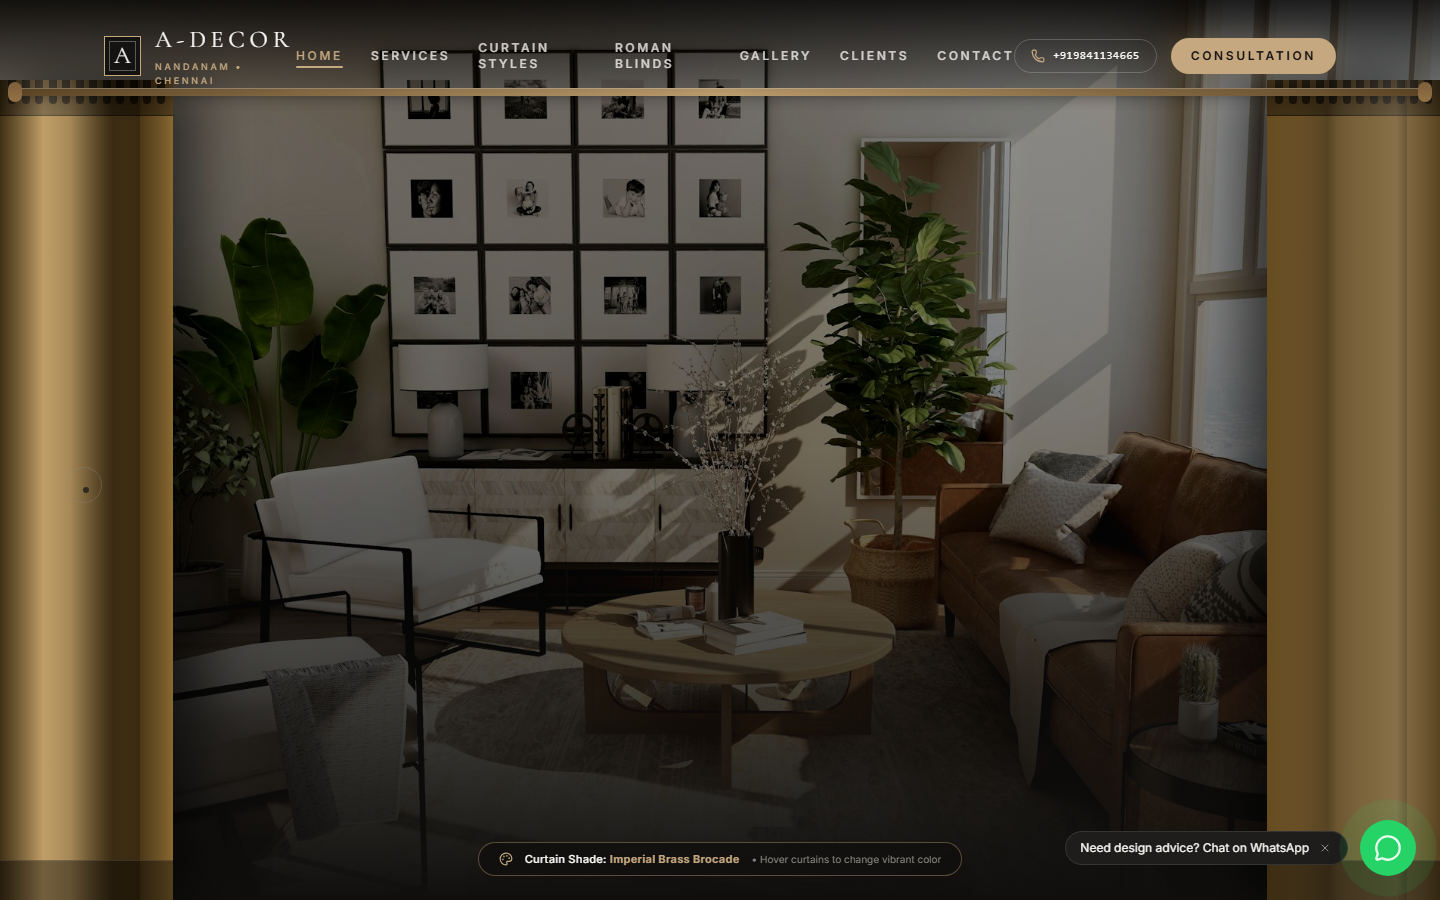 A
A-DECOR
NANDANAM •
CHENNAI
HOME
SERVICES
CURTAIN
STYLES
ROMAN
BLINDS
GALLERY
CLIENTS
CONTACT
+919841134665
CONSULTATION
Curtain Shade: Imperial Brass Brocade • Hover curtains to change vibrant color
Need design advice? Chat on WhatsApp ×